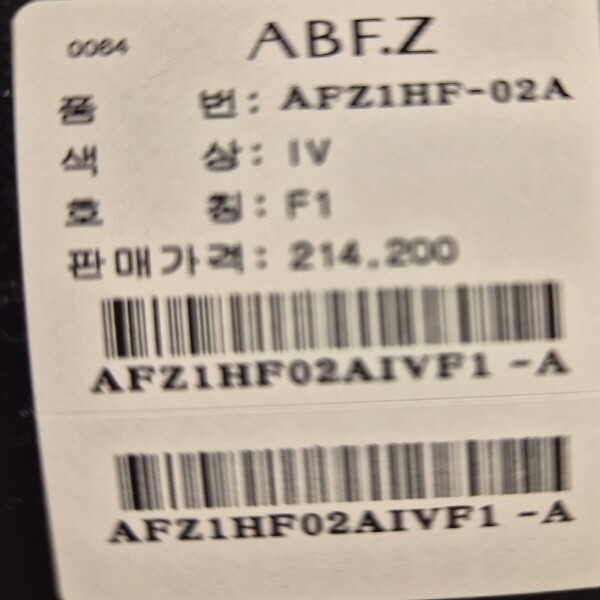 0064 ABF.Z
품 번: AFZ1HF-02A
색 상: IV
호 칭: F1
판매가격: 214,200
AFZ1HF02AIVF1 -A
AFZ1HF02AIVF1 -A